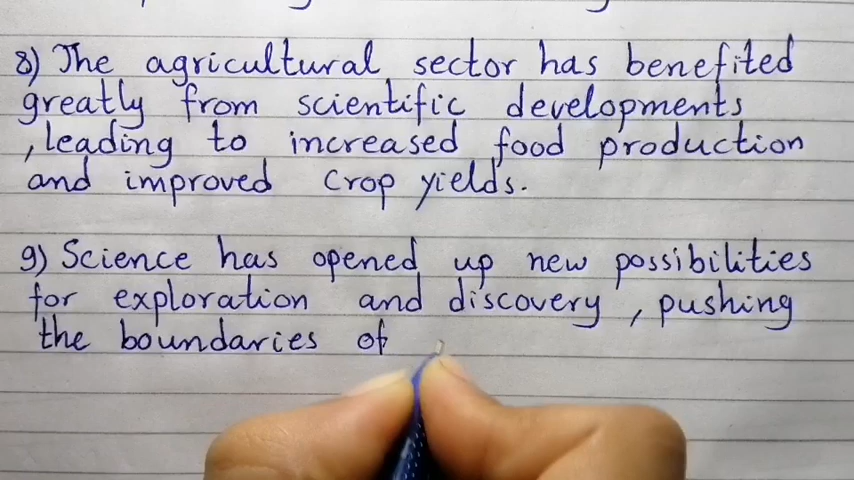 8) The agricultural sector has benefited
greatly from scientific developments
, leading to increased food production
and improved crop yields.
9) Science has opened up new possibilities
for exploration and discovery, pushing
the boundaries of